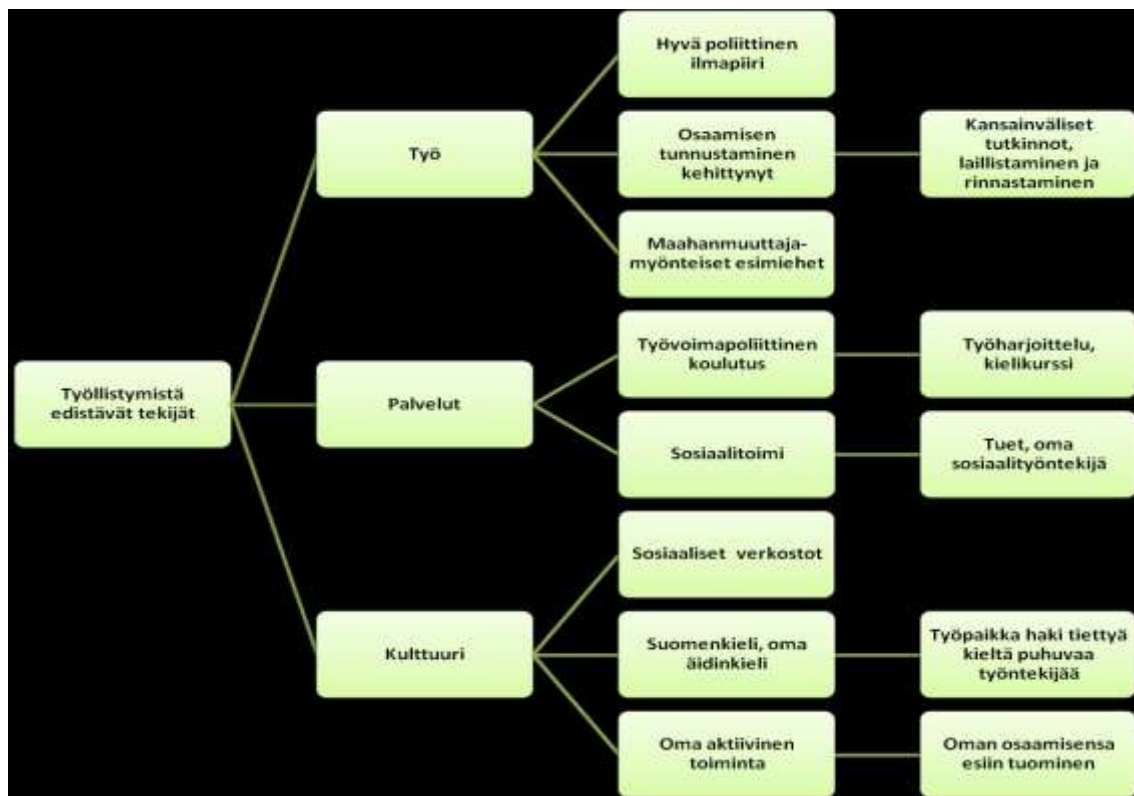 Hyvä poliittinen
ilmapiiri
Työ
Osaamisen
tunnustaminen
kehittynyt
Kansainväliset
tutkinnot,
laillistaminen ja
rinnastaminen
Maahanmuuttaja-
myönteiset esimiehet
Työllistymistä
edistävät tekijät
Palvelut
Työvoimapoliittinen
koulutus
Työharjoittelu,
kielikurssi
Sosiaalitoimi
Tuet, oma
sosiaalityöntekijä
Kulttuuri
Sosiaaliset verkostot
Suomenkieli, oma
äidinkieli
Työpaikka haki tiettyä
kieltä puhuvaa
työntekijää
Oma aktiivinen
toiminta
Oman osaamisensa
esiin tuominen